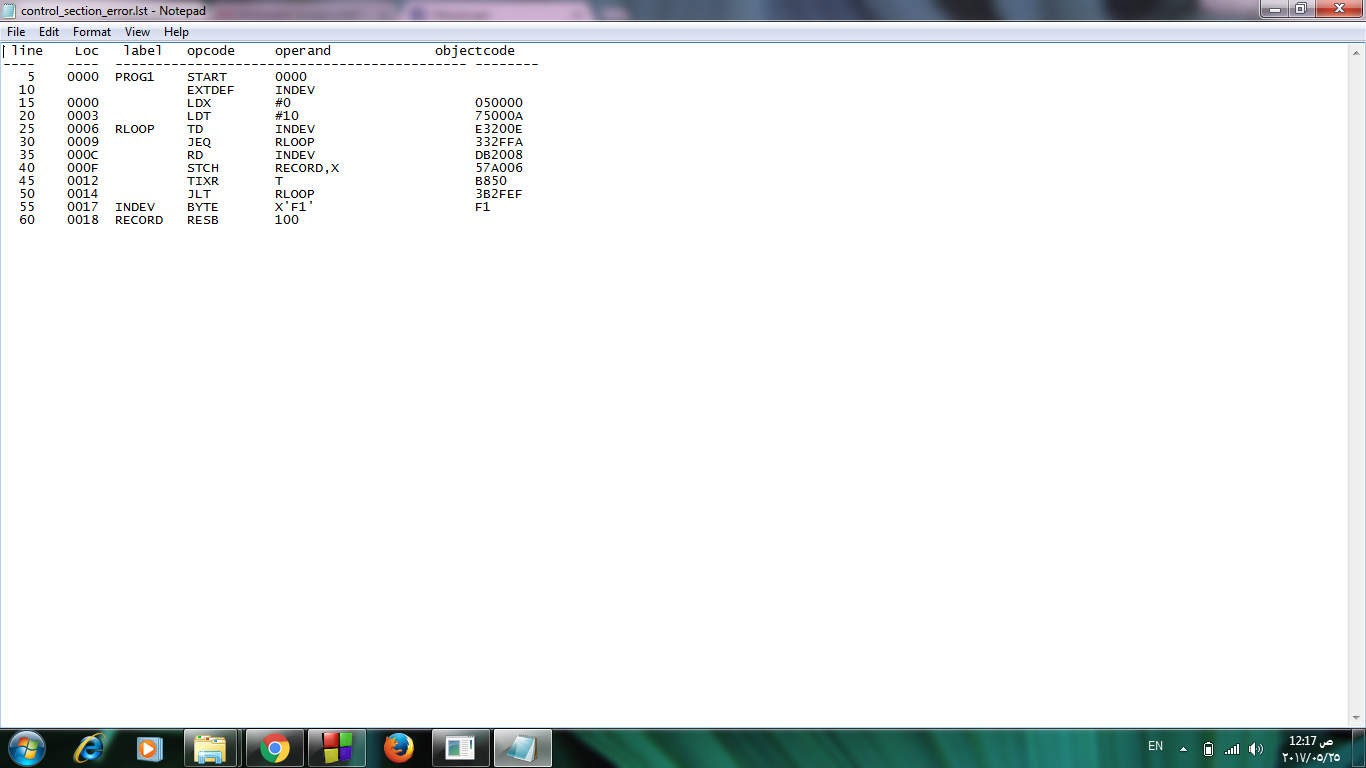 control_section_error.lst - Notepad
File Edit Format View Help
line Loc label opcode operand objectcode
---- ---- -------------------------------------------- --------
5 0000 PROG1 START 0000
10 EXTDEF INDEV
15 0000 LDX #0 050000
20 0003 LDT #10 75000A
25 0006 RLOOP TD INDEV E3200E
30 0009 JEQ RLOOP 332FFA
35 000C RD INDEV DB2008
40 000F STCH RECORD,X 57A006
45 0012 TIXR T B850
50 0014 JLT RLOOP 3B2FEF
55 0017 INDEV BYTE X'F1' F1
60 0018 RECORD RESB 100
EN
12:17 ص
٢٠١٧/٠٥/٢٥